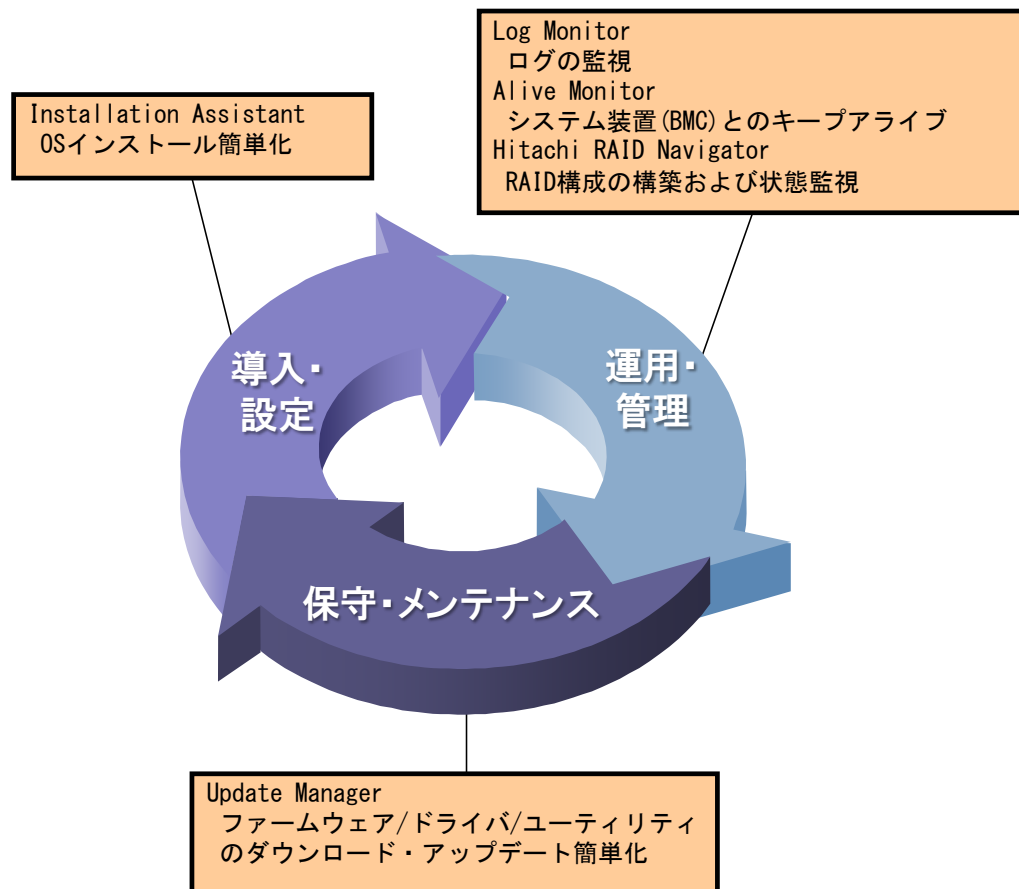 Log Monitor
ログの監視
Alive Monitor
システム装置(BMC)とのキープアライブ
Hitachi RAID Navigator
RAID構成の構築および状態監視
Installation Assistant
OSインストール簡単化
導入・
設定
運用・
管理
保守・メンテナンス
Update Manager
ファームウェア/ドライバ/ユーティリティ
のダウンロード・アップデート簡単化